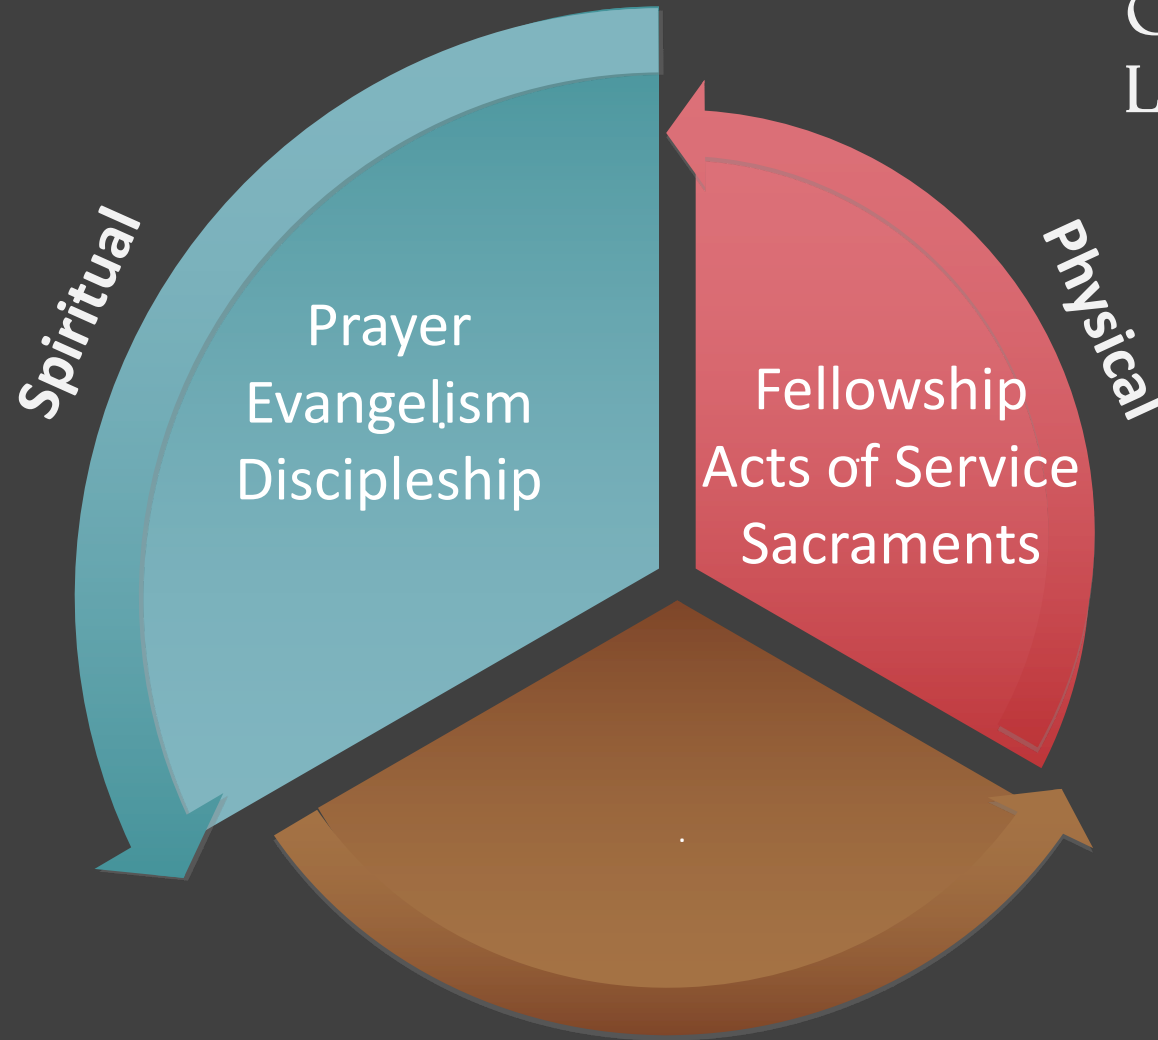 Spiritual
Prayer
Evangelism
Discipleship
Physical
Fellowship
Acts of Service
Sacraments